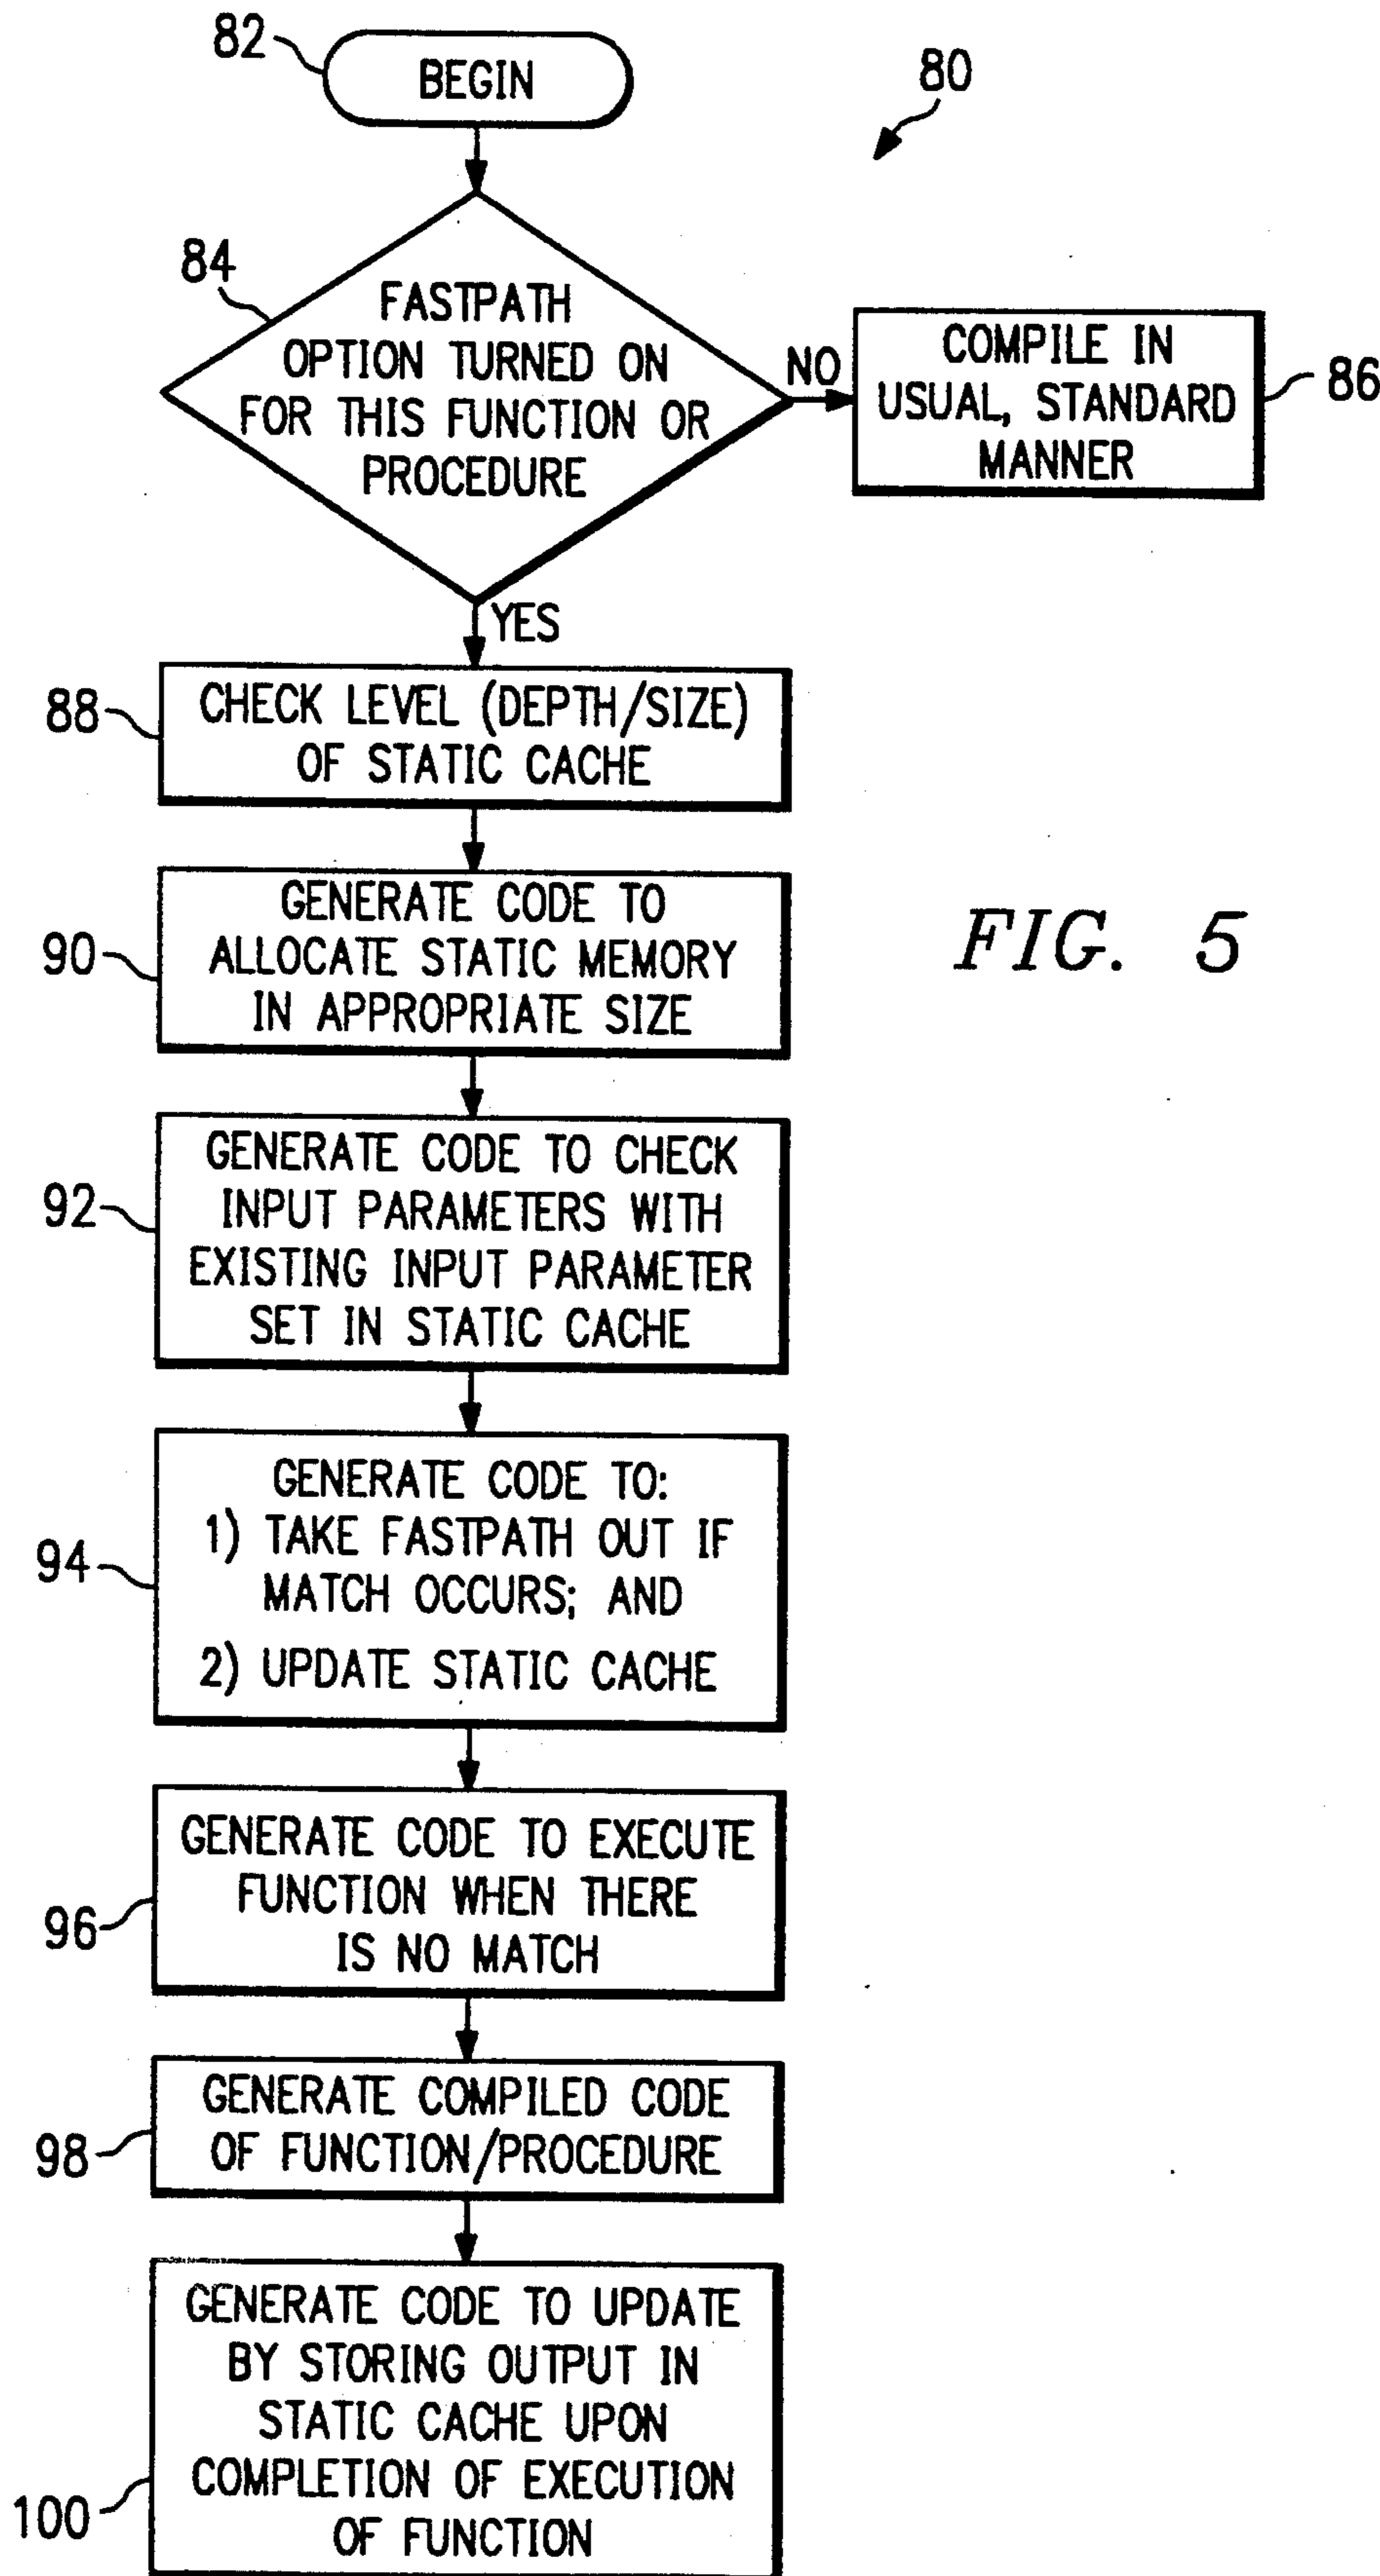 82
BEGIN
80
84
FASTPATH
OPTION TURNED ON
FOR THIS FUNCTION OR
PROCEDURE
NO
COMPILE IN
USUAL, STANDARD
MANNER
86
YES
88
CHECK LEVEL (DEPTH/SIZE)
OF STATIC CACHE
90
GENERATE CODE TO
ALLOCATE STATIC MEMORY
IN APPROPRIATE SIZE
FIG. 5
92
GENERATE CODE TO CHECK
INPUT PARAMETERS WITH
EXISTING INPUT PARAMETER
SET IN STATIC CACHE
94
GENERATE CODE TO:
1) TAKE FASTPATH OUT IF
MATCH OCCURS; AND
2) UPDATE STATIC CACHE
96
GENERATE CODE TO EXECUTE
FUNCTION WHEN THERE
IS NO MATCH
98
GENERATE COMPILED CODE
OF FUNCTION/PROCEDURE
100
GENERATE CODE TO UPDATE
BY STORING OUTPUT IN
STATIC CACHE UPON
COMPLETION OF EXECUTION
OF FUNCTION